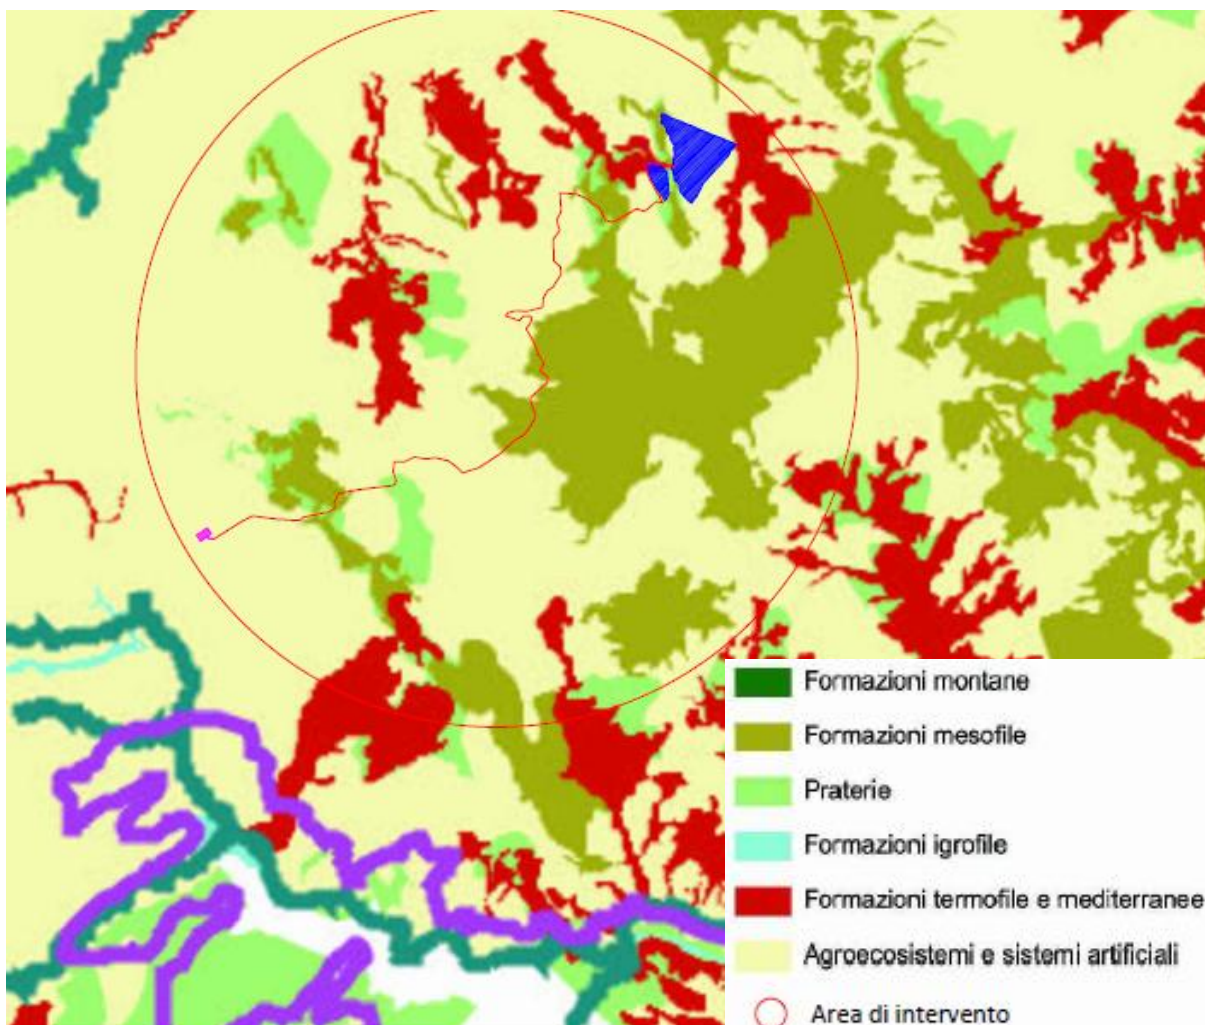 Formazioni montane
Formazioni mesofile
Praterie
Formazioni igrofile
Formazioni termofile e mediterranee
Agroecosistemi e sistemi artificiali
Area di intervento